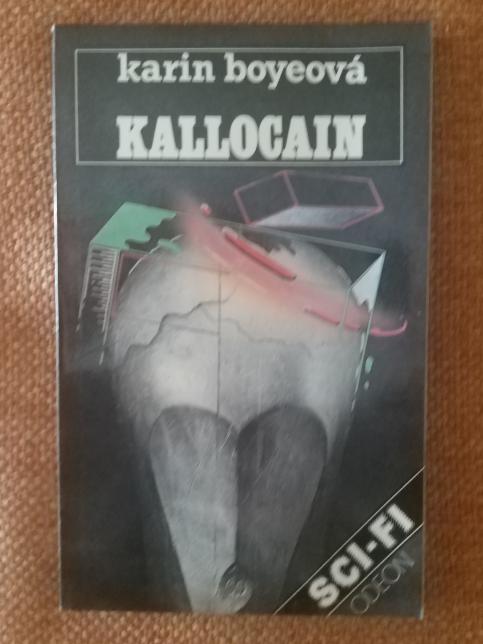 karin boyeová
KALLOCAIN
SCI-FI
ODEON